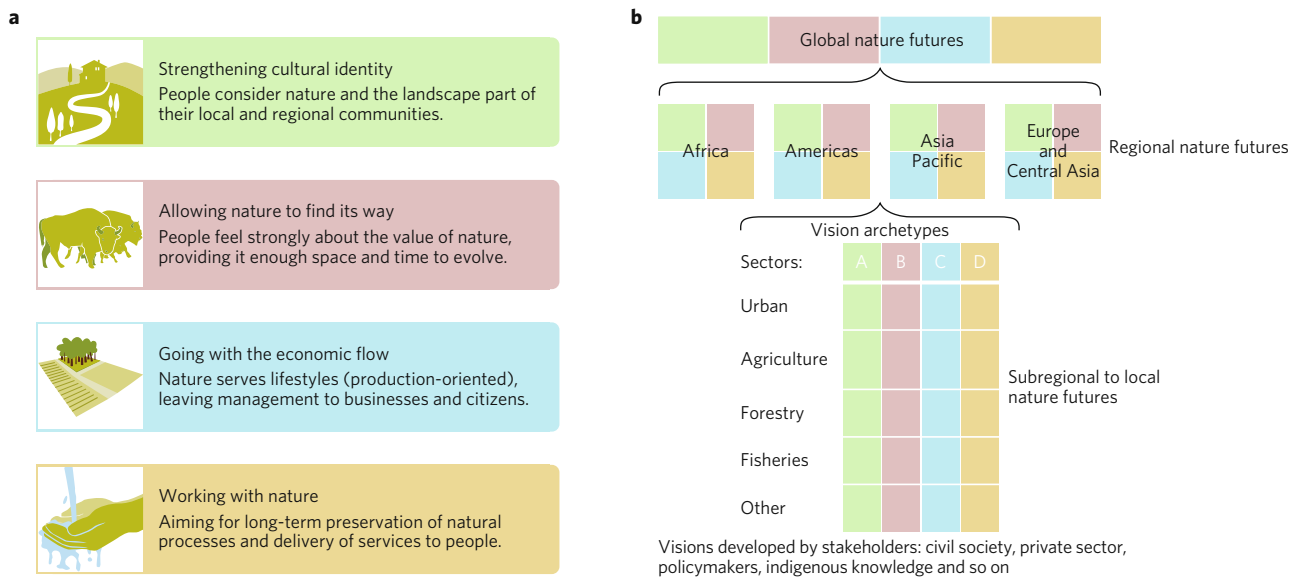 a
Strengthening cultural identity
People consider nature and the landscape part of
their local and regional communities.
Allowing nature to find its way
People feel strongly about the value of nature,
providing it enough space and time to evolve.
Going with the economic flow
Nature serves lifestyles (production-oriented),
leaving management to businesses and citizens.
Working with nature
Aiming for long-term preservation of natural
processes and delivery of services to people.
b
Global nature futures
Africa
Americas
Asia
Pacific
Europe
and
Central Asia
Regional nature futures
Vision archetypes
Sectors: A B C D
Urban
Agriculture
Forestry
Fisheries
Other
Subregional to local
nature futures
Visions developed by stakeholders: civil society, private sector,
policymakers, indigenous knowledge and so on